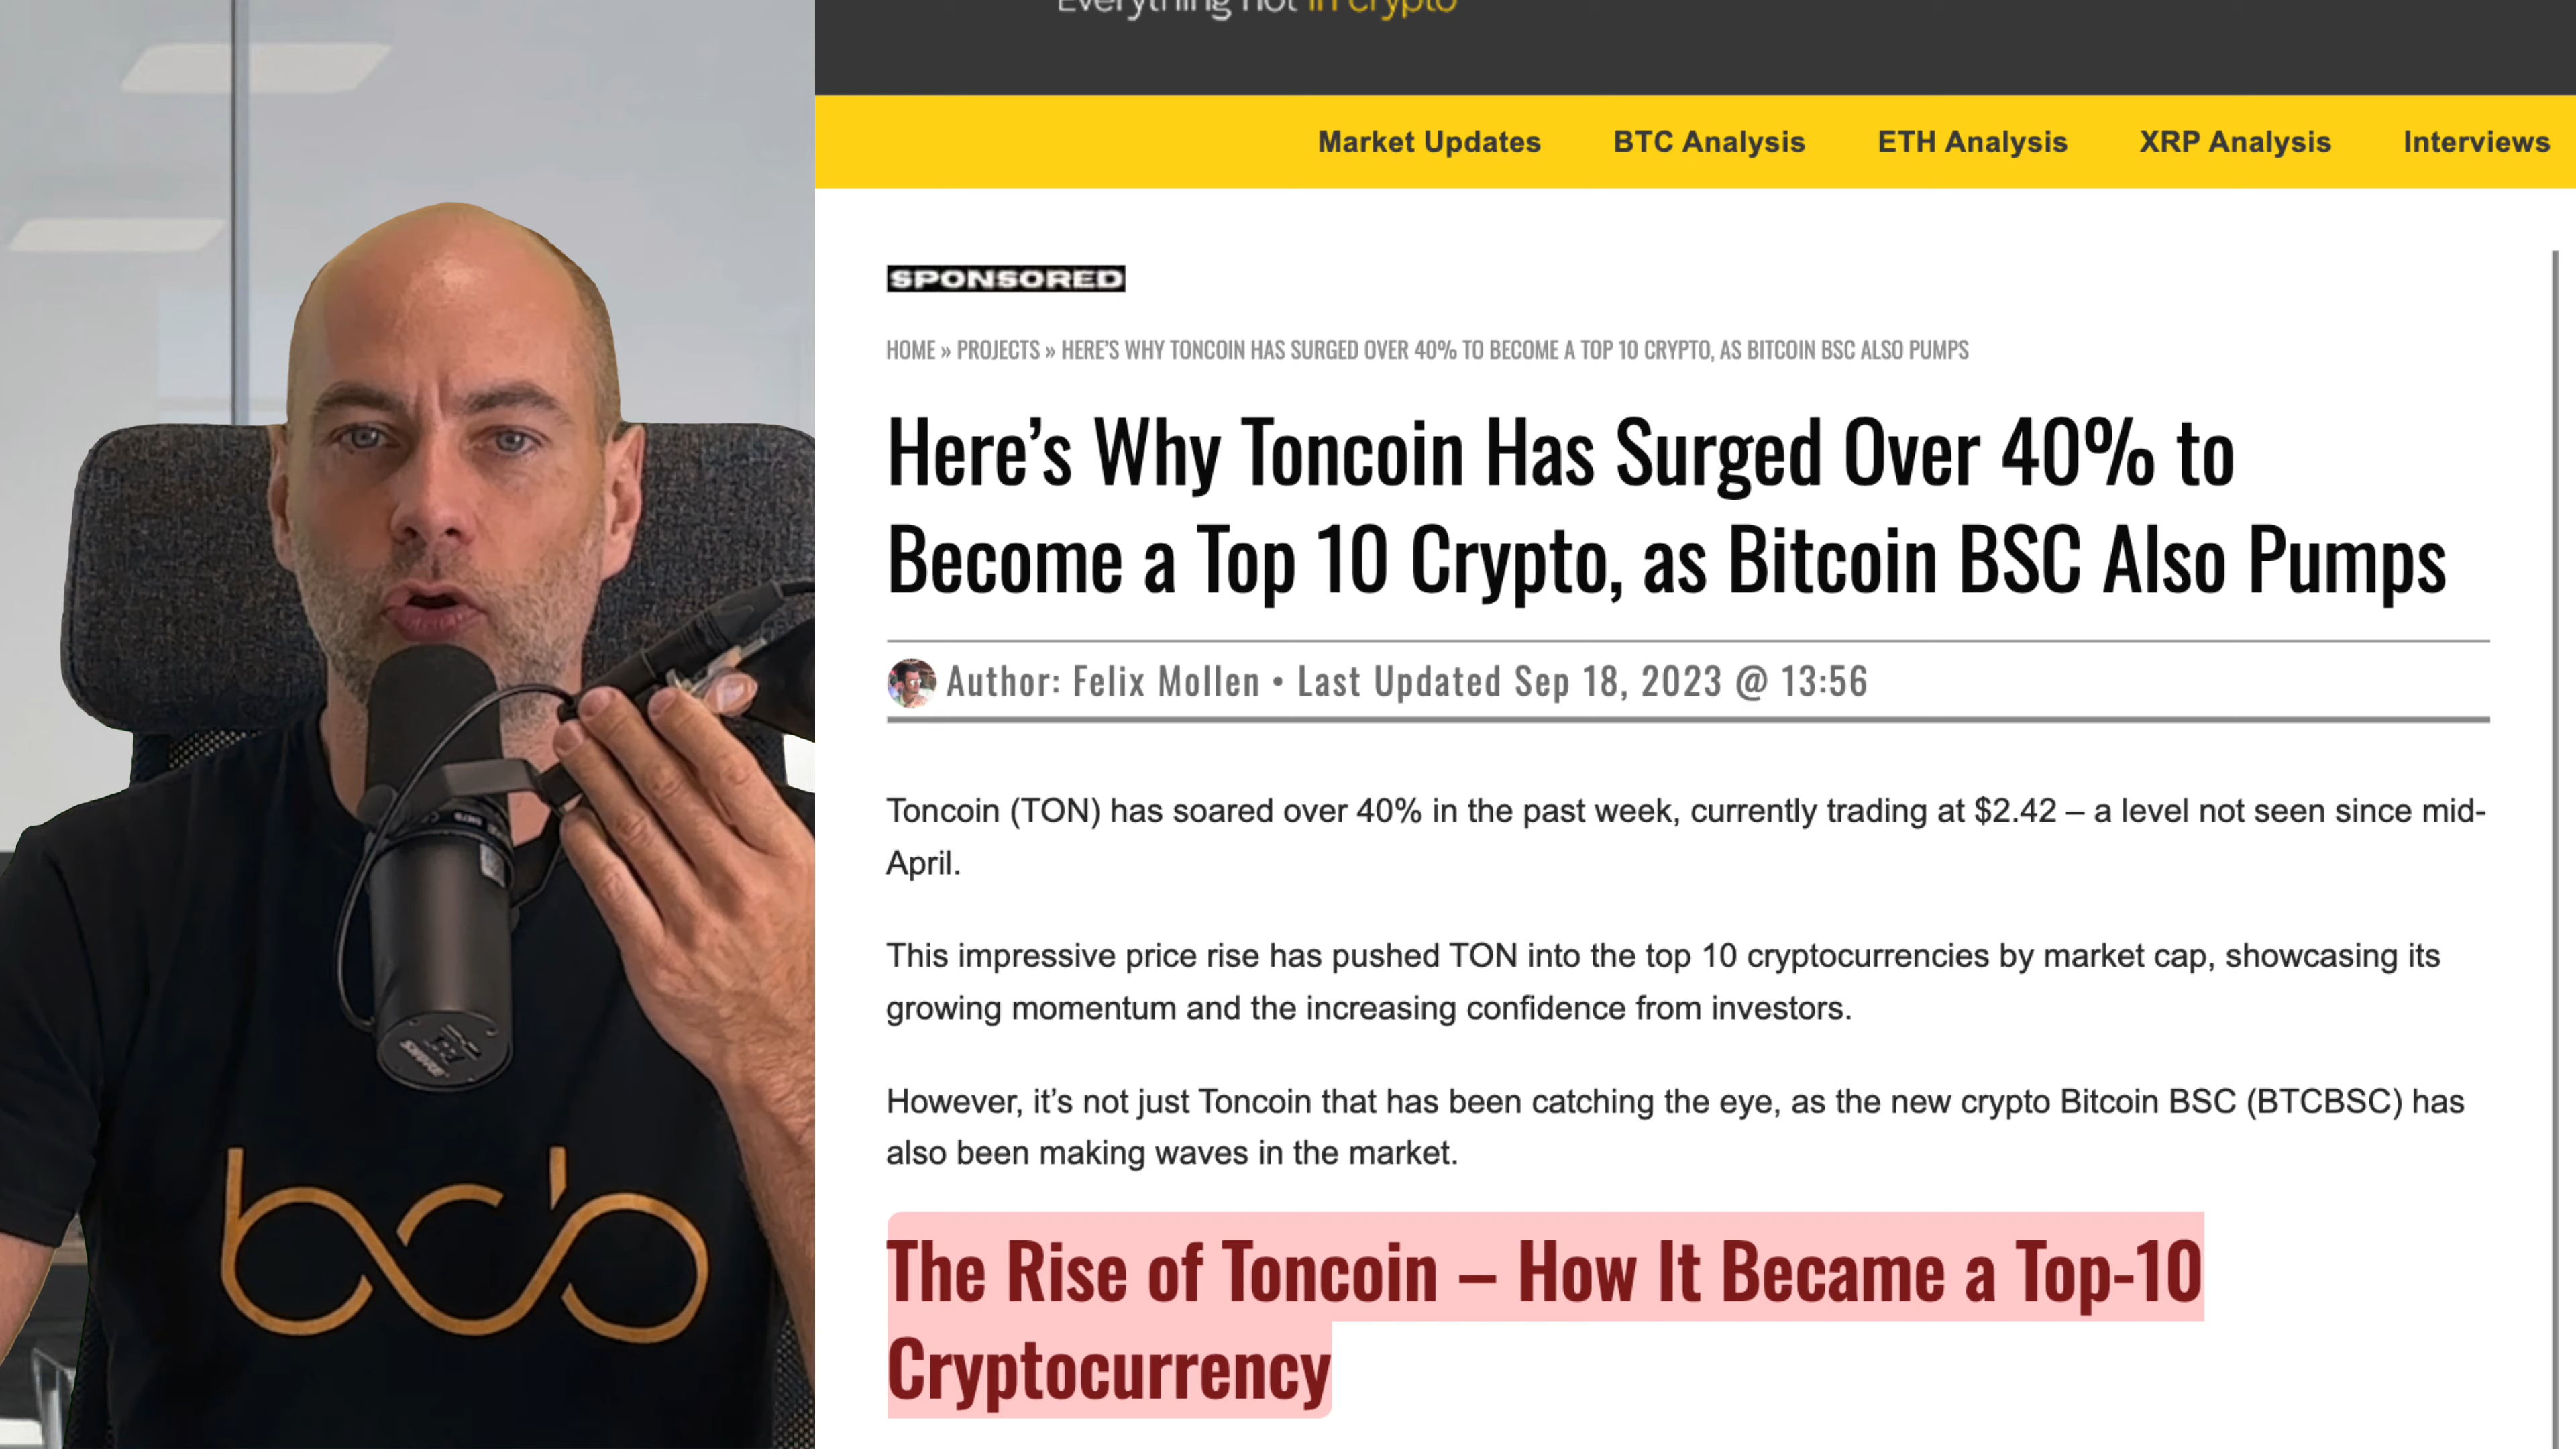 Everything not in crypto
Market Updates BTC Analysis ETH Analysis XRP Analysis Interviews
SPONSORED
HOME » PROJECTS » HERE'S WHY TONCOIN HAS SURGED OVER 40% TO BECOME A TOP 10 CRYPTO, AS BITCOIN BSC ALSO PUMPS
Here's Why Toncoin Has Surged Over 40% to
Become a Top 10 Crypto, as Bitcoin BSC Also Pumps
Author: Felix Mollen • Last Updated Sep 18, 2023 @ 13:56
Toncoin (TON) has soared over 40% in the past week, currently trading at $2.42 – a level not seen since mid-
April.
This impressive price rise has pushed TON into the top 10 cryptocurrencies by market cap, showcasing its
growing momentum and the increasing confidence from investors.
However, it's not just Toncoin that has been catching the eye, as the new crypto Bitcoin BSC (BTCBSC) has
also been making waves in the market.
The Rise of Toncoin – How It Became a Top-10
Cryptocurrency
SHURE
bcb